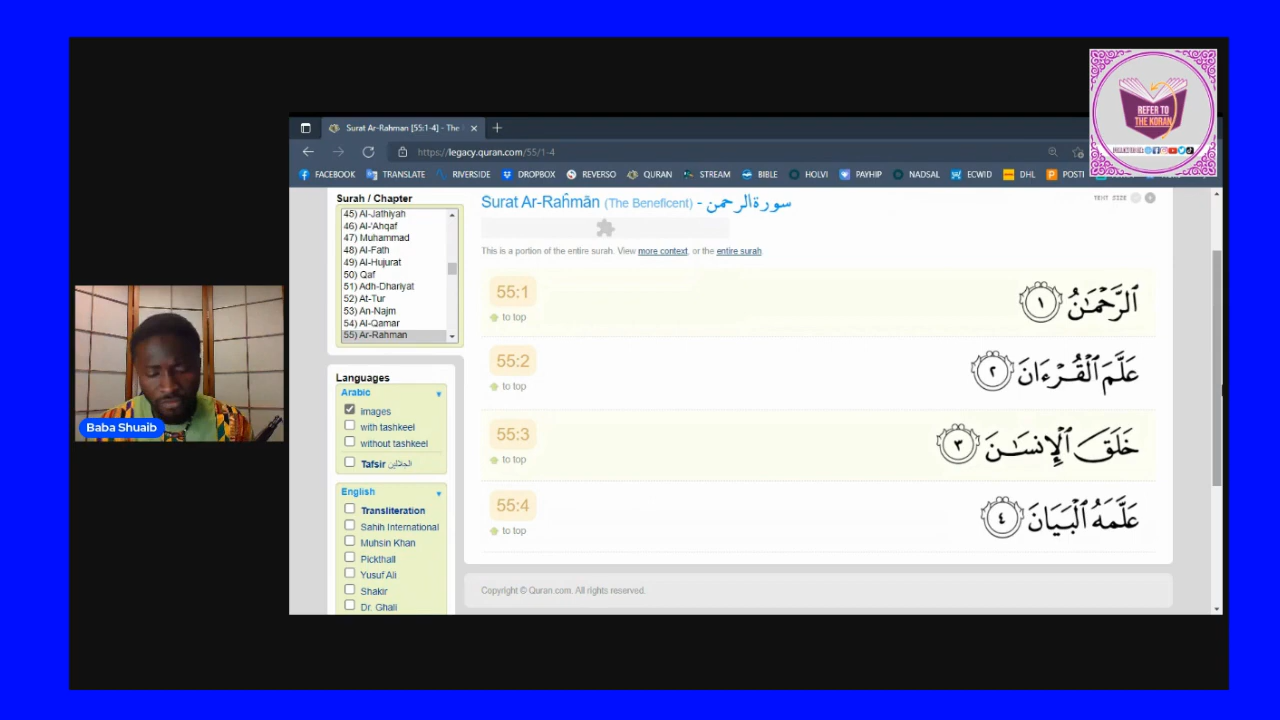 REFER TO
THE KORAN
Surat Ar-Rahman [55:1-4] - The
https://legacy.quran.com/55/1-4
FACEBOOK TRANSLATE RIVERSIDE DROPBOX REVERSO QURAN STREAM BIBLE HOLVI PAYHIP NADSAL ECWID DHL POSTI
Surah / Chapter
45) Al-Jathiyah
46) Al-'Ahqaf
47) Muhammad
48) Al-Fath
49) Al-Hujurat
50) Qaf
51) Adh-Dhariyat
52) At-Tur
53) An-Najm
54) Al-Qamar
55) Ar-Rahman
Surat Ar-Raĥmān (The Beneficent) - سورة الرحمن
This is a portion of the entire surah. View more context, or the entire surah.
55:1
to top
ٱلرَّحْمَـٰنُ ١
55:2
to top
عَلَّمَ ٱلْقُرْءَانَ ٢
55:3
to top
خَلَقَ ٱلْإِنسَـٰنَ ٣
55:4
to top
عَلَّمَهُ ٱلْبَيَانَ ٤
Copyright © Quran.com. All rights reserved.
Languages
Arabic
images
with tashkeel
without tashkeel
Tafsir الجلالين
English
Transliteration
Sahih International
Muhsin Khan
Pickthall
Yusuf Ali
Shakir
Dr. Ghali
Baba Shuaib